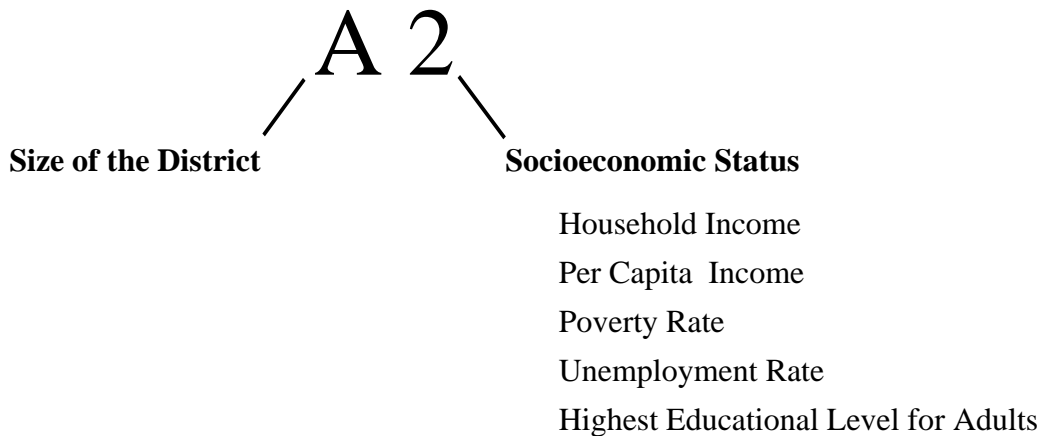 A 2
Size of the District
Socioeconomic Status
Household Income
Per Capita Income
Poverty Rate
Unemployment Rate
Highest Educational Level for Adults